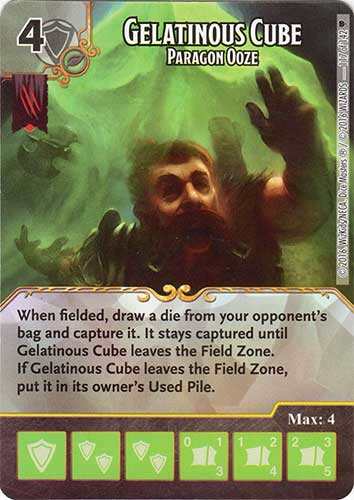 4
GELATINOUS CUBE
PARAGON OOZE
When fielded, draw a die from your opponent's
bag and capture it. It stays captured until
Gelatinous Cube leaves the Field Zone.
If Gelatinous Cube leaves the Field Zone,
put it in its owner's Used Pile.
Max: 4
0 1 1
1 2 4
2 3 5